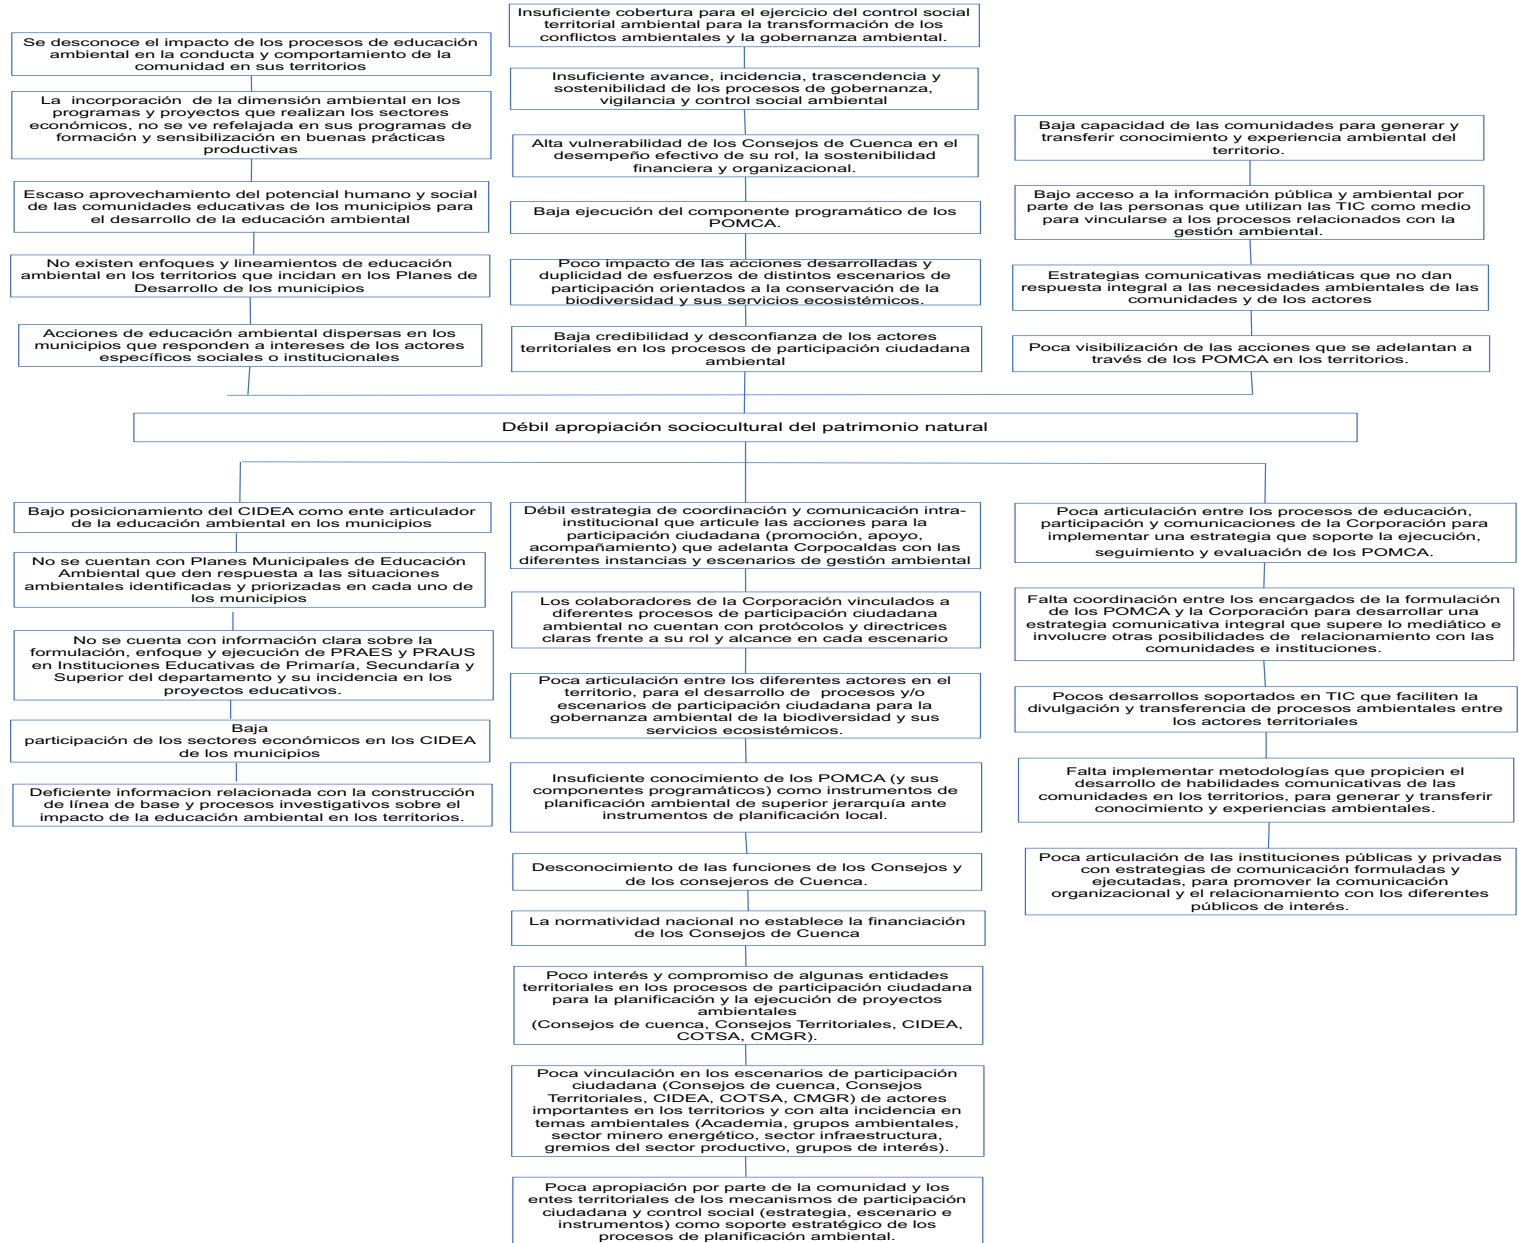 Insuficiente cobertura para el ejercicio del control social
territorial ambiental para la transformación de los
conflictos ambientales y la gobernanza ambiental.
Se desconoce el impacto de los procesos de educación
ambiental en la conducta y comportamiento de la
comunidad en sus territorios
Insuficiente avance, incidencia, trascendencia y
sostenibilidad de los procesos de gobernanza,
vigilancia y control social ambiental
La incorporación de la dimensión ambiental en los
programas y proyectos que realizan los sectores
económicos, no se ve refelajada en sus programas de
formación y sensibilización en buenas prácticas
productivas
Baja capacidad de las comunidades para generar y
transferir conocimiento y experiencia ambiental del
territorio.
Alta vulnerabilidad de los Consejos de Cuenca en el
desempeño efectivo de su rol, la sostenibilidad
financiera y organizacional.
Escaso aprovechamiento del potencial humano y social
de las comunidades educativas de los municipios para
el desarrollo de la educación ambiental
Baja ejecución del componente programático de los
POMCA.
Bajo acceso a la información pública y ambiental por
parte de las personas que utilizan las TIC como medio
para vincularse a los procesos relacionados con la
gestión ambiental.
No existen enfoques y lineamientos de educación
ambiental en los territorios que incidan en los Planes de
Desarrollo de los municipios
Poco impacto de las acciones desarrolladas y
duplicidad de esfuerzos de distintos escenarios de
participación orientados a la conservación de la
biodiversidad y sus servicios ecosistémicos.
Estrategias comunicativas mediáticas que no dan
respuesta integral a las necesidades ambientales de las
comunidades y de los actores
Acciones de educación ambiental dispersas en los
municipios que responden a intereses de los actores
específicos sociales o institucionales
Baja credibilidad y desconfianza de los actores
territoriales en los procesos de participación ciudadana
ambiental
Poca visibilización de las acciones que se adelantan a
través de los POMCA en los territorios.
Débil apropiación sociocultural del patrimonio natural
Bajo posicionamiento del CIDEA como ente articulador
de la educación ambiental en los municipios
No se cuentan con Planes Municipales de Educación
Ambiental que den respuesta a las situaciones
ambientales identificadas y priorizadas en cada uno de
los municipios
No se cuenta con información clara sobre la
formulación, enfoque y ejecución de PRAES y PRAUS
en Instituciones Educativas de Primaría, Secundaría y
Superior del departamento y su incidencia en los
proyectos educativos.
Baja
participación de los sectores económicos en los CIDEA
de los municipios
Deficiente informacion relacionada con la construcción
de línea de base y procesos investigativos sobre el
impacto de la educación ambiental en los territorios.
Débil estrategia de coordinación y comunicación intra-
institucional que articule las acciones para la
participación ciudadana (promoción, apoyo,
acompañamiento) que adelanta Corpocaldas con las
diferentes instancias y escenarios de gestión ambiental
Los colaboradores de la Corporación vinculados a
diferentes procesos de participación ciudadana
ambiental no cuentan con protócolos y directrices
claras frente a su rol y alcance en cada escenario
Poca articulación entre los diferentes actores en el
territorio, para el desarrollo de procesos y/o
escenarios de participación ciudadana para la
gobernanza ambiental de la biodiversidad y sus
servicios ecosistémicos.
Insuficiente conocimiento de los POMCA (y sus
componentes programáticos) como instrumentos de
planificación ambiental de superior jerarquía ante
instrumentos de planificación local.
Desconocimiento de las funciones de los Consejos y
de los consejeros de Cuenca.
La normatividad nacional no establece la financiación
de los Consejos de Cuenca
Poco interés y compromiso de algunas entidades
territoriales en los procesos de participación ciudadana
para la planificación y la ejecución de proyectos
ambientales
(Consejos de cuenca, Consejos Territoriales, CIDEA,
COTSA, CMGR).
Poca vinculación en los escenarios de participación
ciudadana (Consejos de cuenca, Consejos
Territoriales, CIDEA, COTSA, CMGR) de actores
importantes en los territorios y con alta incidencia en
temas ambientales (Academia, grupos ambientales,
sector minero energético, sector infraestructura,
gremios del sector productivo, grupos de interés).
Poca apropiación por parte de la comunidad y los
entes territoriales de los mecanismos de participación
ciudadana y control social (estrategia, escenario e
instrumentos) como soporte estratégico de los
procesos de planificación ambiental.
Poca articulación entre los procesos de educación,
participación y comunicaciones de la Corporación para
implementar una estrategia que soporte la ejecución,
seguimiento y evaluación de los POMCA.
Falta coordinación entre los encargados de la formulación
de los POMCA y la Corporación para desarrollar una
estrategia comunicativa integral que supere lo mediático e
involucre otras posibilidades de relacionamiento con las
comunidades e instituciones.
Pocos desarrollos soportados en TIC que faciliten la
divulgación y transferencia de procesos ambientales entre
los actores territoriales
Falta implementar metodologías que propicien el
desarrollo de habilidades comunicativas de las
comunidades en los territorios, para generar y transferir
conocimiento y experiencias ambientales.
Poca articulación de las instituciones públicas y privadas
con estrategias de comunicación formuladas y
ejecutadas, para promover la comunicación
organizacional y el relacionamiento con los diferentes
públicos de interés.